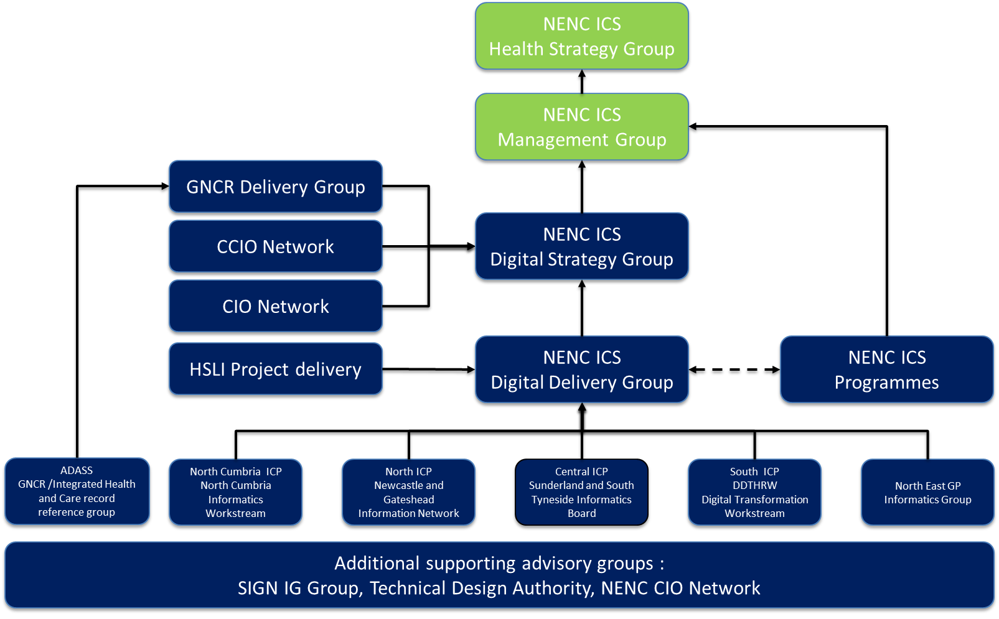 NENC ICS
Health Strategy Group
NENC ICS
Management Group
GNCR Delivery Group
CCIO Network
CIO Network
NENC ICS
Digital Strategy Group
HSLI Project delivery
NENC ICS
Digital Delivery Group
NENC ICS
Programmes
ADASS
GNCR /Integrated Health
and Care record
reference group
North Cumbria ICP
North Cumbria
Informatics
Workstream
North ICP
Newcastle and
Gateshead
Information Network
Central ICP
Sunderland and South
Tyneside Informatics
Board
South ICP
DDTHRW
Digital Transformation
Workstream
North East GP
Informatics Group
Additional supporting advisory groups :
SIGN IG Group, Technical Design Authority, NENC CIO Network